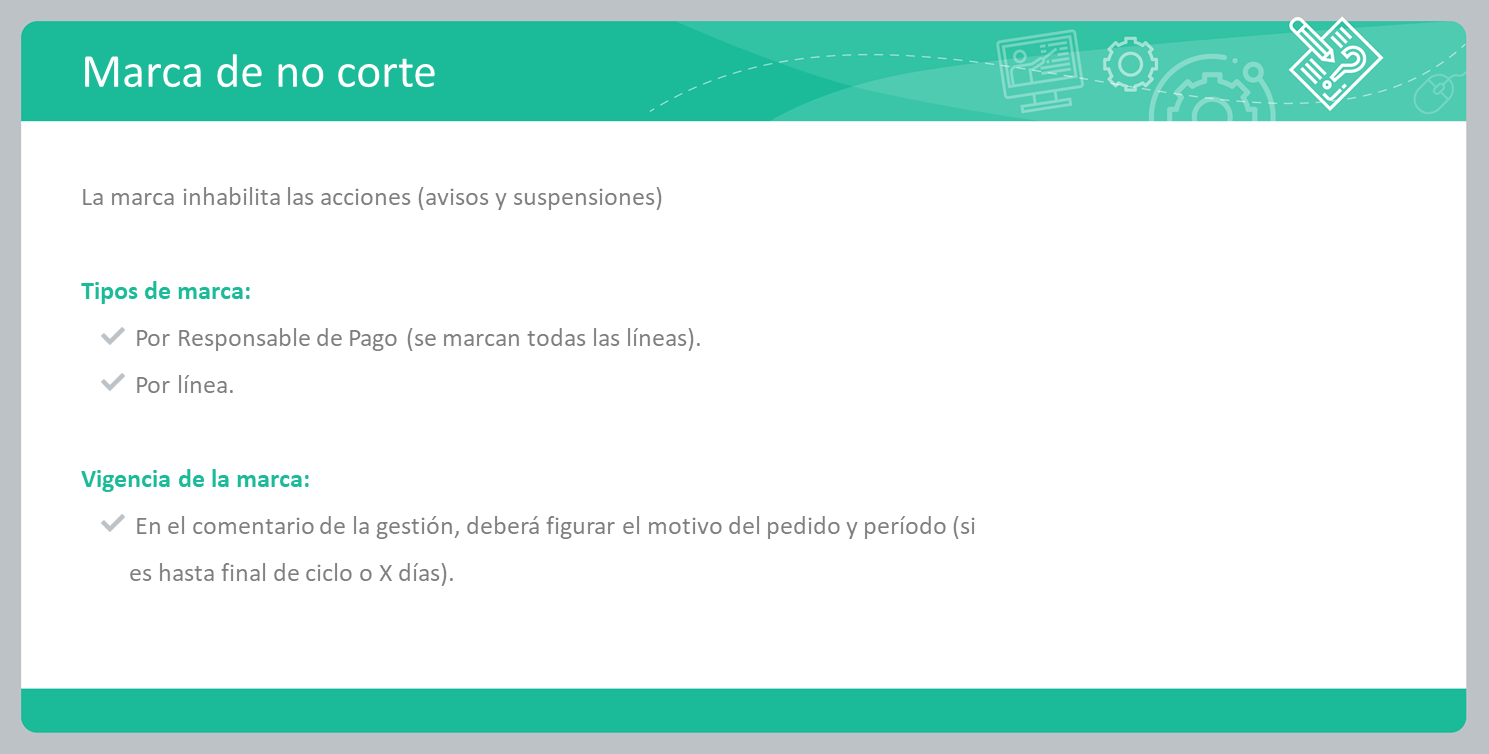 Marca de no corte
La marca inhabilita las acciones (avisos y suspensiones)
Tipos de marca:
Por Responsable de Pago (se marcan todas las líneas).
Por línea.
Vigencia de la marca:
En el comentario de la gestión, deberá figurar el motivo del pedido y período (si
es hasta final de ciclo o X días).